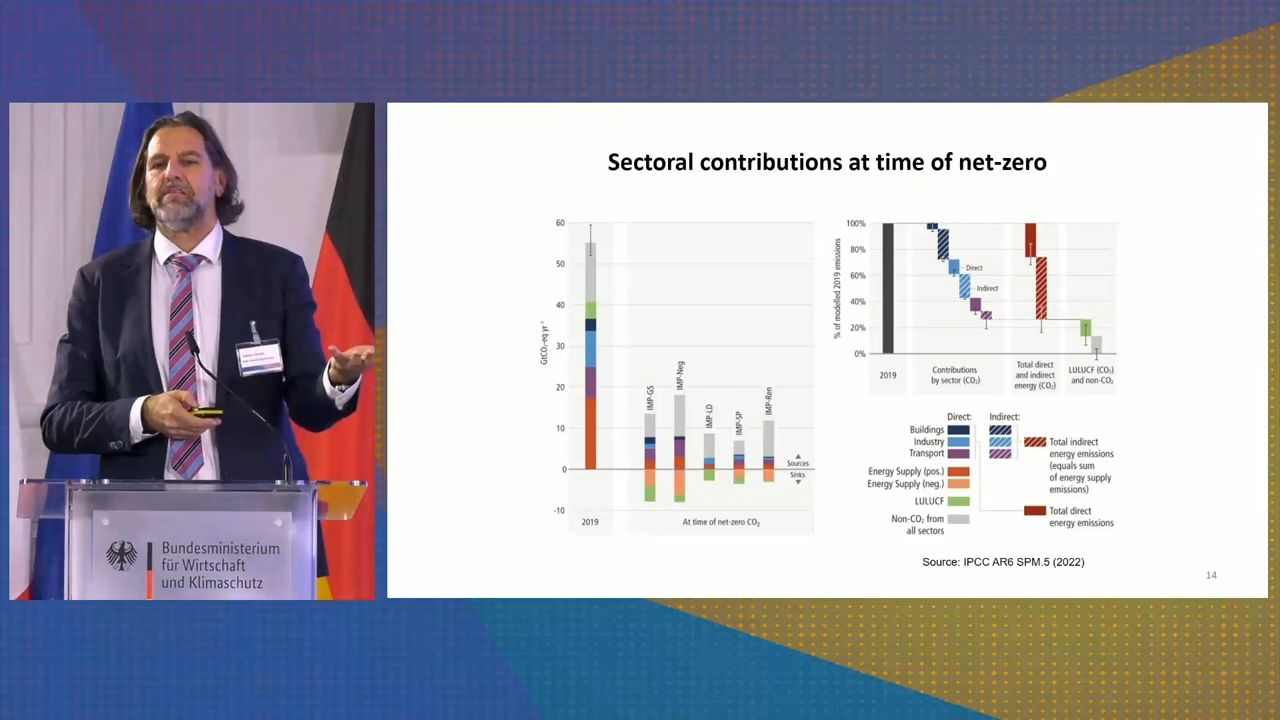 Sectoral contributions at time of net-zero
60
50
40
30
20
10
0
-10
GtCO₂-eq yr⁻¹
IMP-GS
IMP-Neg
IMP-LD
IMP-SP
IMP-Ren
Sources
Sinks
2019
At time of net-zero CO₂
100%
80%
60%
40%
20%
0%
% of modelled 2019 emissions
Direct
Indirect
2019
Contributions
by sector (CO₂)
Total direct
and indirect
energy (CO₂)
LULUCF (CO₂)
and non-CO₂
Direct:
Indirect:
Buildings
Industry
Transport
Energy Supply (pos.)
Energy Supply (neg.)
LULUCF
Non-CO₂ from
all sectors
Total indirect
energy emissions
(equals sum
of energy supply
emissions)
Total direct
energy emissions
Source: IPCC AR6 SPM.5 (2022)
14
Bundesministerium
für Wirtschaft
und Klimaschutz